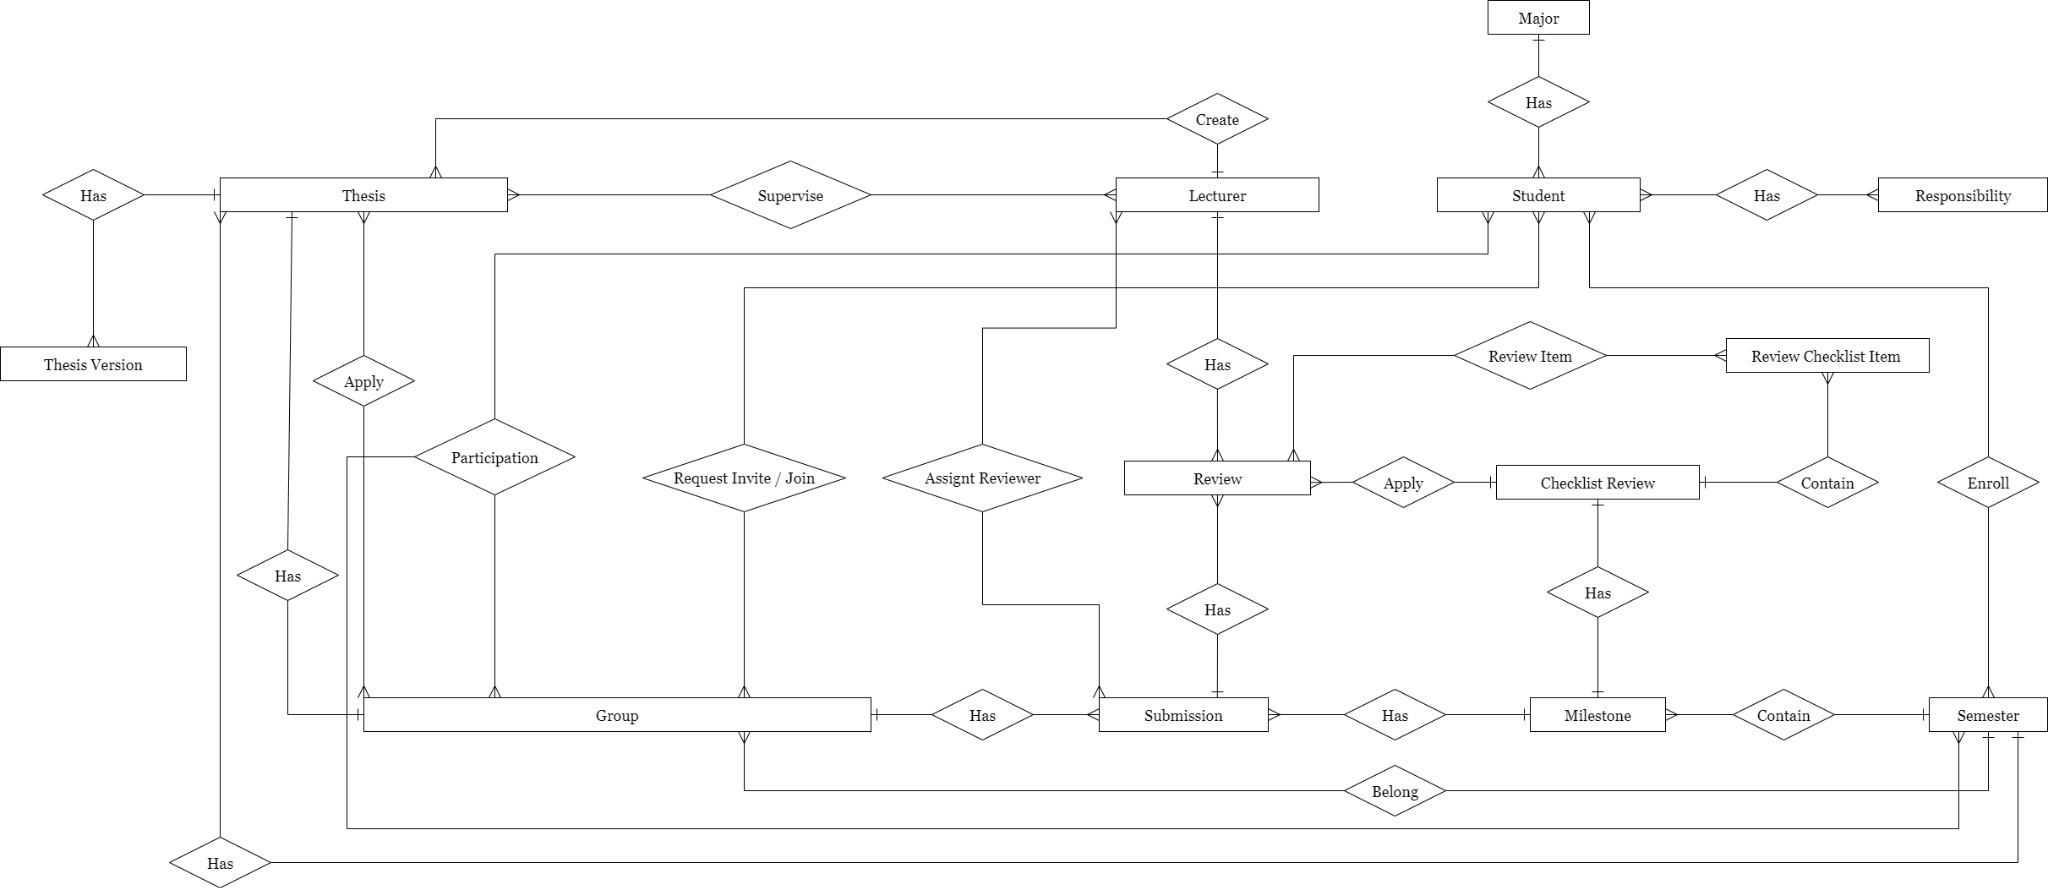 Major
Has
Create
Has
Thesis
Supervise
Lecturer
Student
Has
Responsibility
Thesis Version
Apply
Has
Review Item
Review Checklist Item
Participation
Request Invite / Join
Assignt Reviewer
Review
Apply
Checklist Review
Contain
Enroll
Has
Has
Has
Group
Has
Submission
Has
Milestone
Contain
Semester
Belong
Has